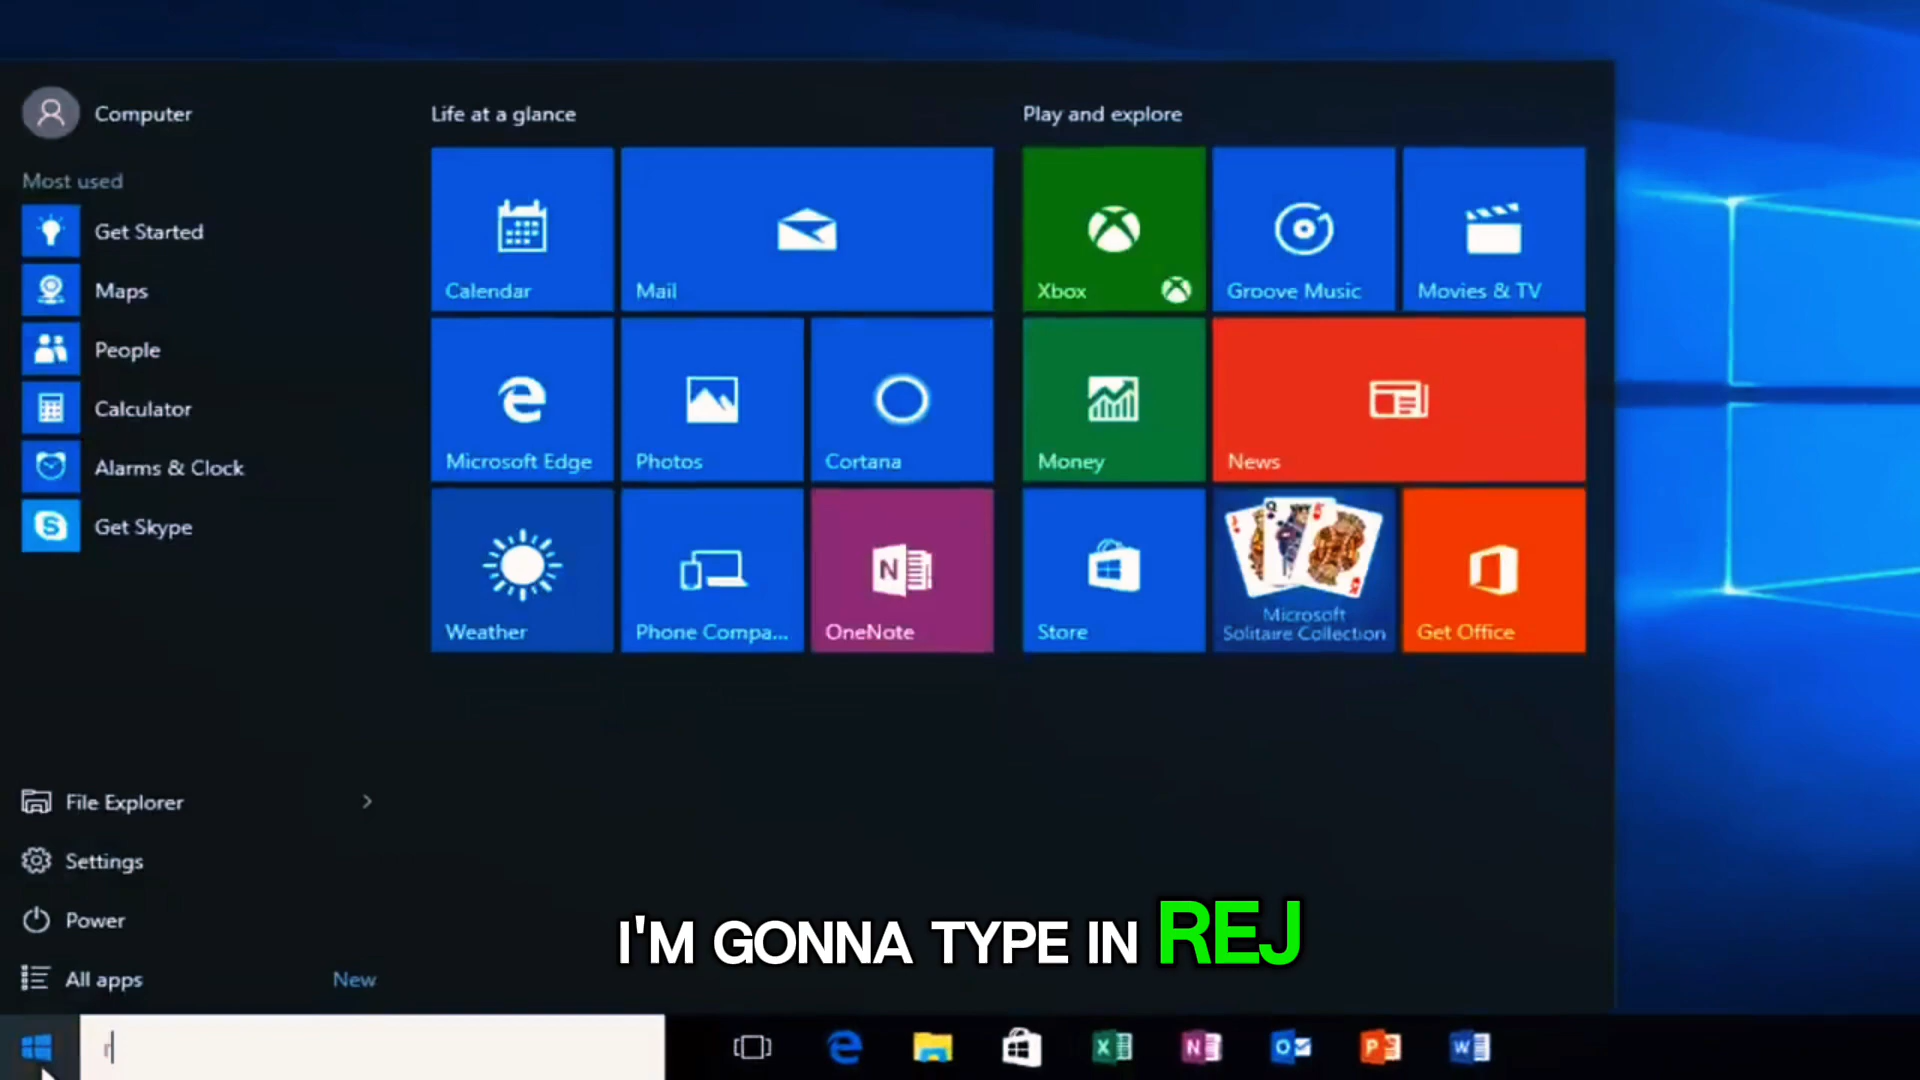 Computer
Most used
Get Started
Maps
People
Calculator
Alarms & Clock
Get Skype
File Explorer
Settings
Power
All apps New
Life at a glance
Calendar
Mail
Microsoft Edge
Photos
Cortana
Weather
Phone Compa...
OneNote
Play and explore
Xbox
Groove Music
Movies & TV
Money
News
Store
Microsoft
Solitaire Collection
Get Office
I'M GONNA TYPE IN REJ
r